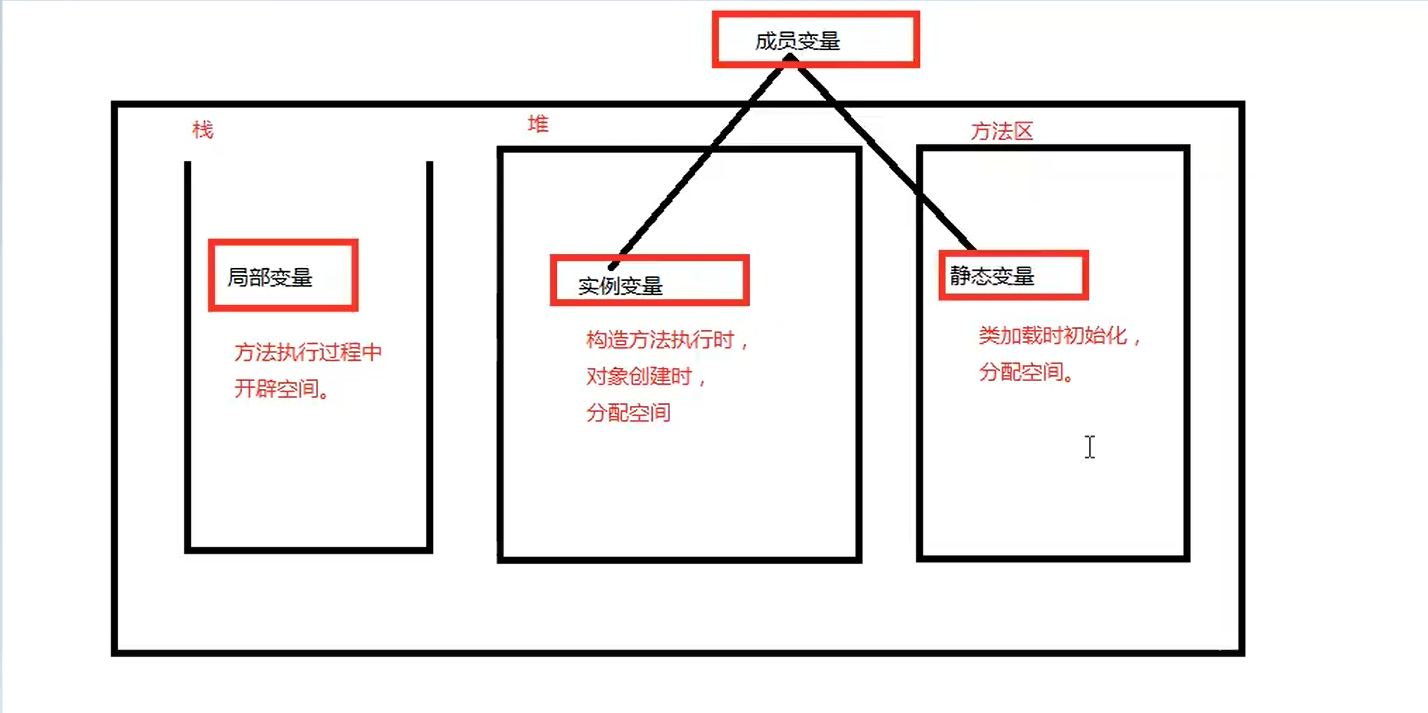 成员变量
栈
堆
方法区
局部变量
方法执行过程中
开辟空间。
实例变量
构造方法执行时，
对象创建时，
分配空间
静态变量
类加载时初始化，
分配空间。